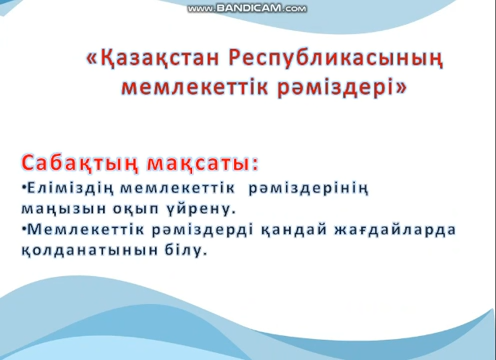 www.BANDICAM.com
«Қазақстан Республикасының
мемлекеттік рәміздері»
Сабақтың мақсаты:
•Еліміздің мемлекеттік рәміздерінің
маңызын оқып үйрену.
•Мемлекеттік рәміздерді қандай жағдайларда
қолданатынын білу.